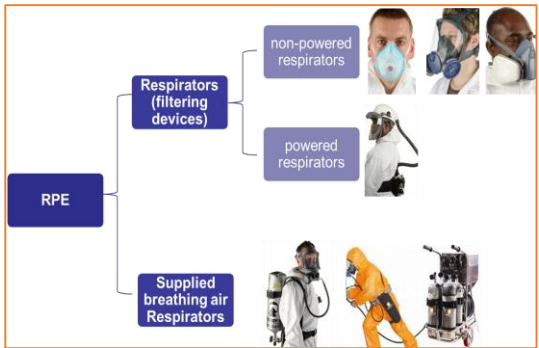 non-powered
respirators
Respirators
(filtering
devices)
powered
respirators
RPE
Supplied
breathing air
Respirators